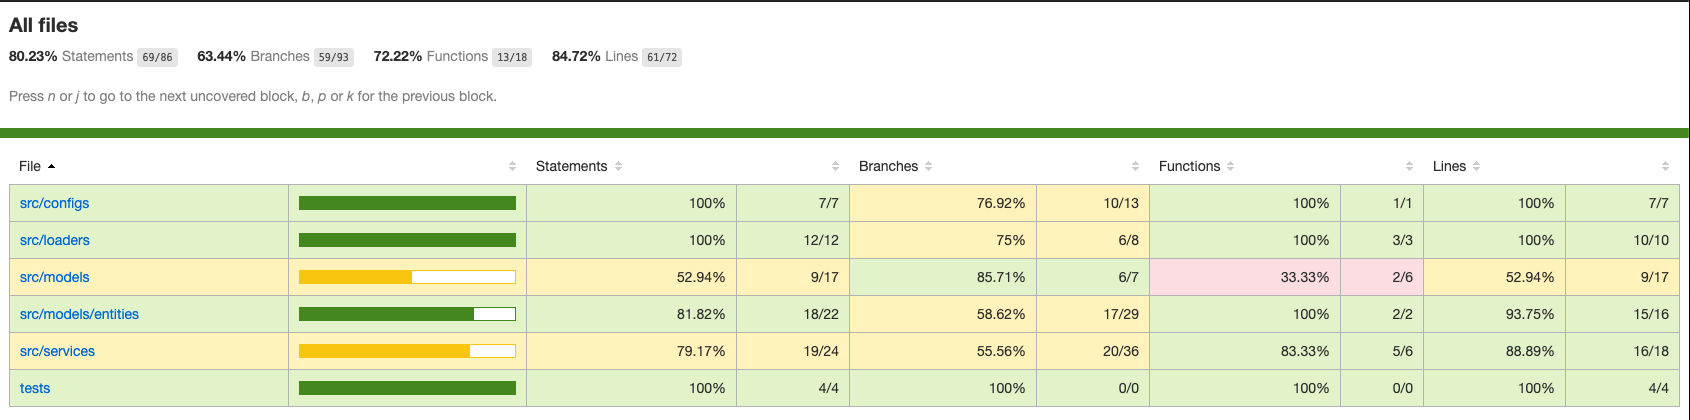 All files
80.23% Statements 69/86 63.44% Branches 59/93 72.22% Functions 13/18 84.72% Lines 61/72
Press n or j to go to the next uncovered block, b, p or k for the previous block.
File Statements Branches Functions Lines
src/configs 100% 7/7 76.92% 10/13 100% 1/1 100% 7/7
src/loaders 100% 12/12 75% 6/8 100% 3/3 100% 10/10
src/models 52.94% 9/17 85.71% 6/7 33.33% 2/6 52.94% 9/17
src/models/entities 81.82% 18/22 58.62% 17/29 100% 2/2 93.75% 15/16
src/services 79.17% 19/24 55.56% 20/36 83.33% 5/6 88.89% 16/18
tests 100% 4/4 100% 0/0 100% 0/0 100% 4/4